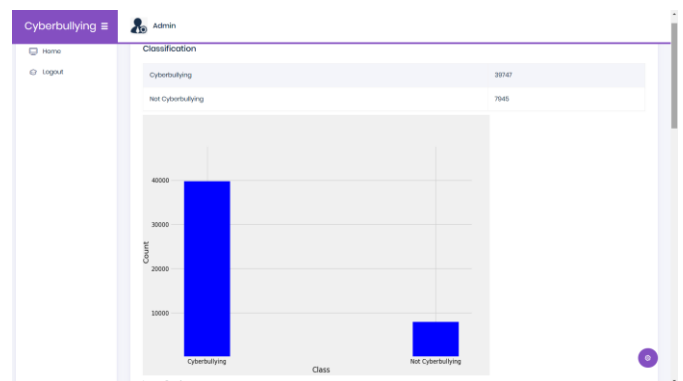 Cyberbullying
Admin
Home
Logout
Classification
Cyberbullying 39747
Not Cyberbullying 7945
40000
30000
20000
10000
Count
Cyberbullying Not Cyberbullying
Class